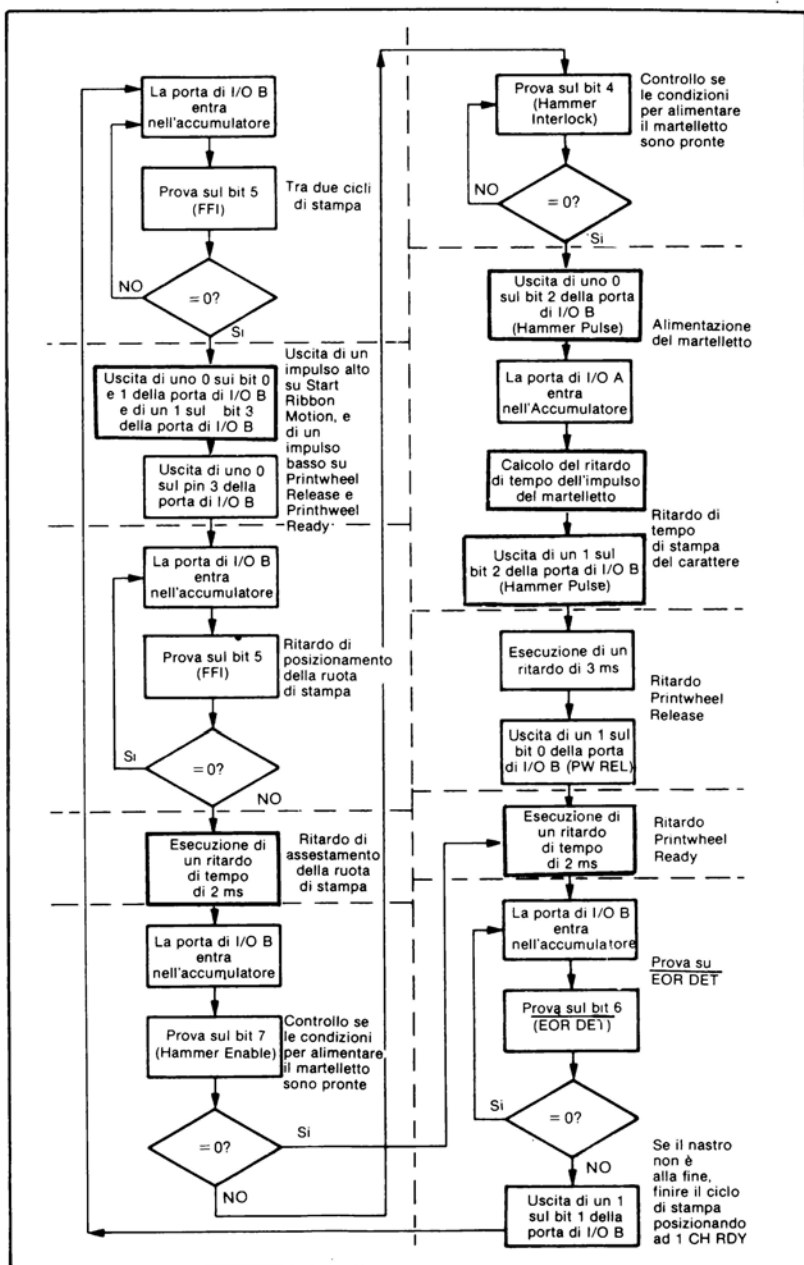 La porta di I/O B
entra
nell'accumulatore
Prova sul bit 5
(FFI)
Tra due cicli
di stampa
NO
= 0?
Si
Uscita di uno 0 sui bit 0
e 1 della porta di I/O B
e di un 1 sul bit 3
della porta di I/O B
Uscita di uno 0
sul pin 3 della
porta di I/O B
Uscita di un
impulso alto
su Start
Ribbon
Motion, e
di un
impulso
basso su
Printwheel
Release e
Printhweel
Ready
La porta di I/O B
entra
nell'accumulatore
Prova sul bit 5
(FFI)
Ritardo di
posizionamento
della ruota
di stampa
Si
= 0?
NO
Esecuzione di
un ritardo
di tempo
di 2 ms
Ritardo di
assestamento
della ruota
di stampa
La porta di I/O B
entra
nell'accumulatore
Prova sul bit 7
(Hammer Enable)
Controllo se
le condizioni
per alimentare
il martelletto
sono pronte
= 0?
Si
NO
Prova sul bit 4
(Hammer
Interlock)
Controllo se
le condizioni
per alimentare
il martelletto
sono pronte
NO
= 0?
Si
Uscita di uno 0
sul bit 2 della porta
di I/O B
(Hammer Pulse)
Alimentazione
del martelletto
La porta di I/O A
entra
nell'Accumulatore
Calcolo del ritardo
di tempo dell'impulso
del martelletto
Uscita di un 1 sul
bit 2 della porta di I/O B
(Hammer Pulse)
Ritardo di
tempo
di stampa
del carattere
Esecuzione di un
ritardo di 3 ms
Uscita di un 1 sul
bit 0 della porta
di I/O B (PW REL)
Ritardo
Printwheel
Release
Esecuzione di
un ritardo
di tempo
di 2 ms
Ritardo
Printwheel
Ready
La porta di I/O B
entra
nell'accumulatore
Prova su
EOR DET
Prova sul bit 6
(EOR DET)
Si
= 0?
NO
Uscita di un 1
sul bit 1 della
porta di I/O B
Se il nastro
non è
alla fine,
finire il ciclo
di stampa
posizionando
ad 1 CH RDY